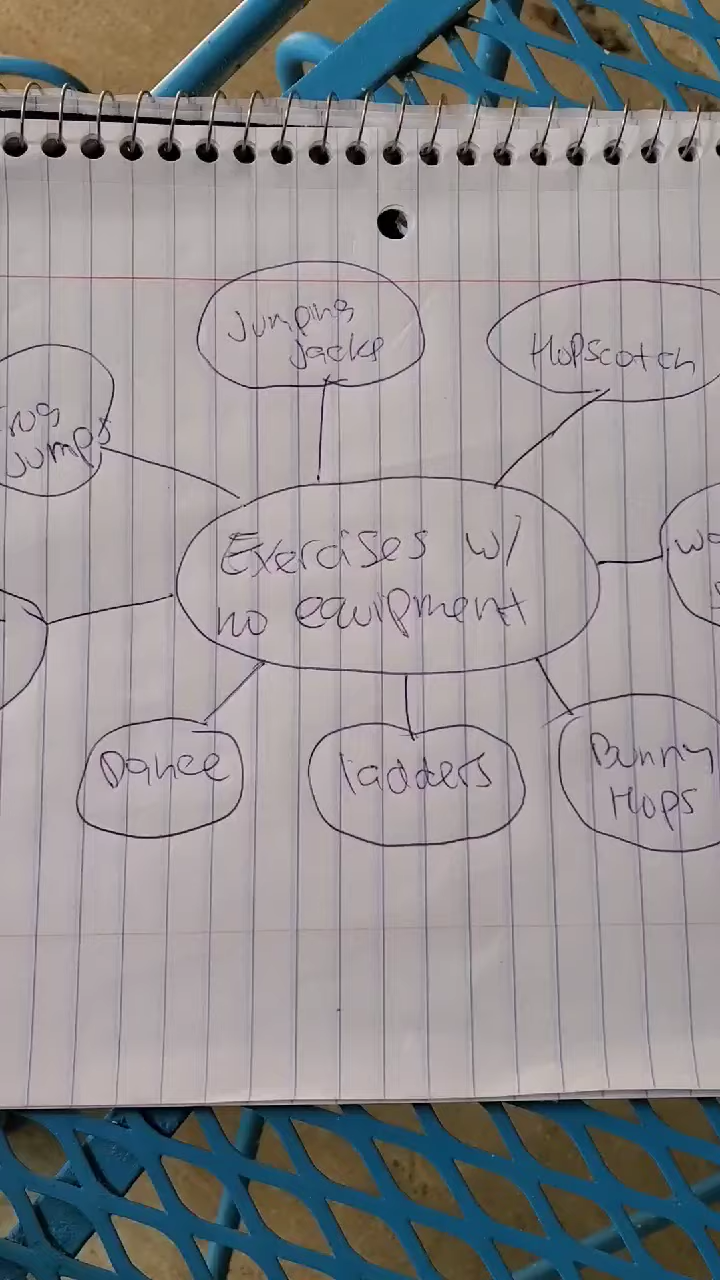 Jumping
Jacks
Hopscotch
Jumps
Exercises w/
no equipment
Dance
ladders
Bunny
Hops